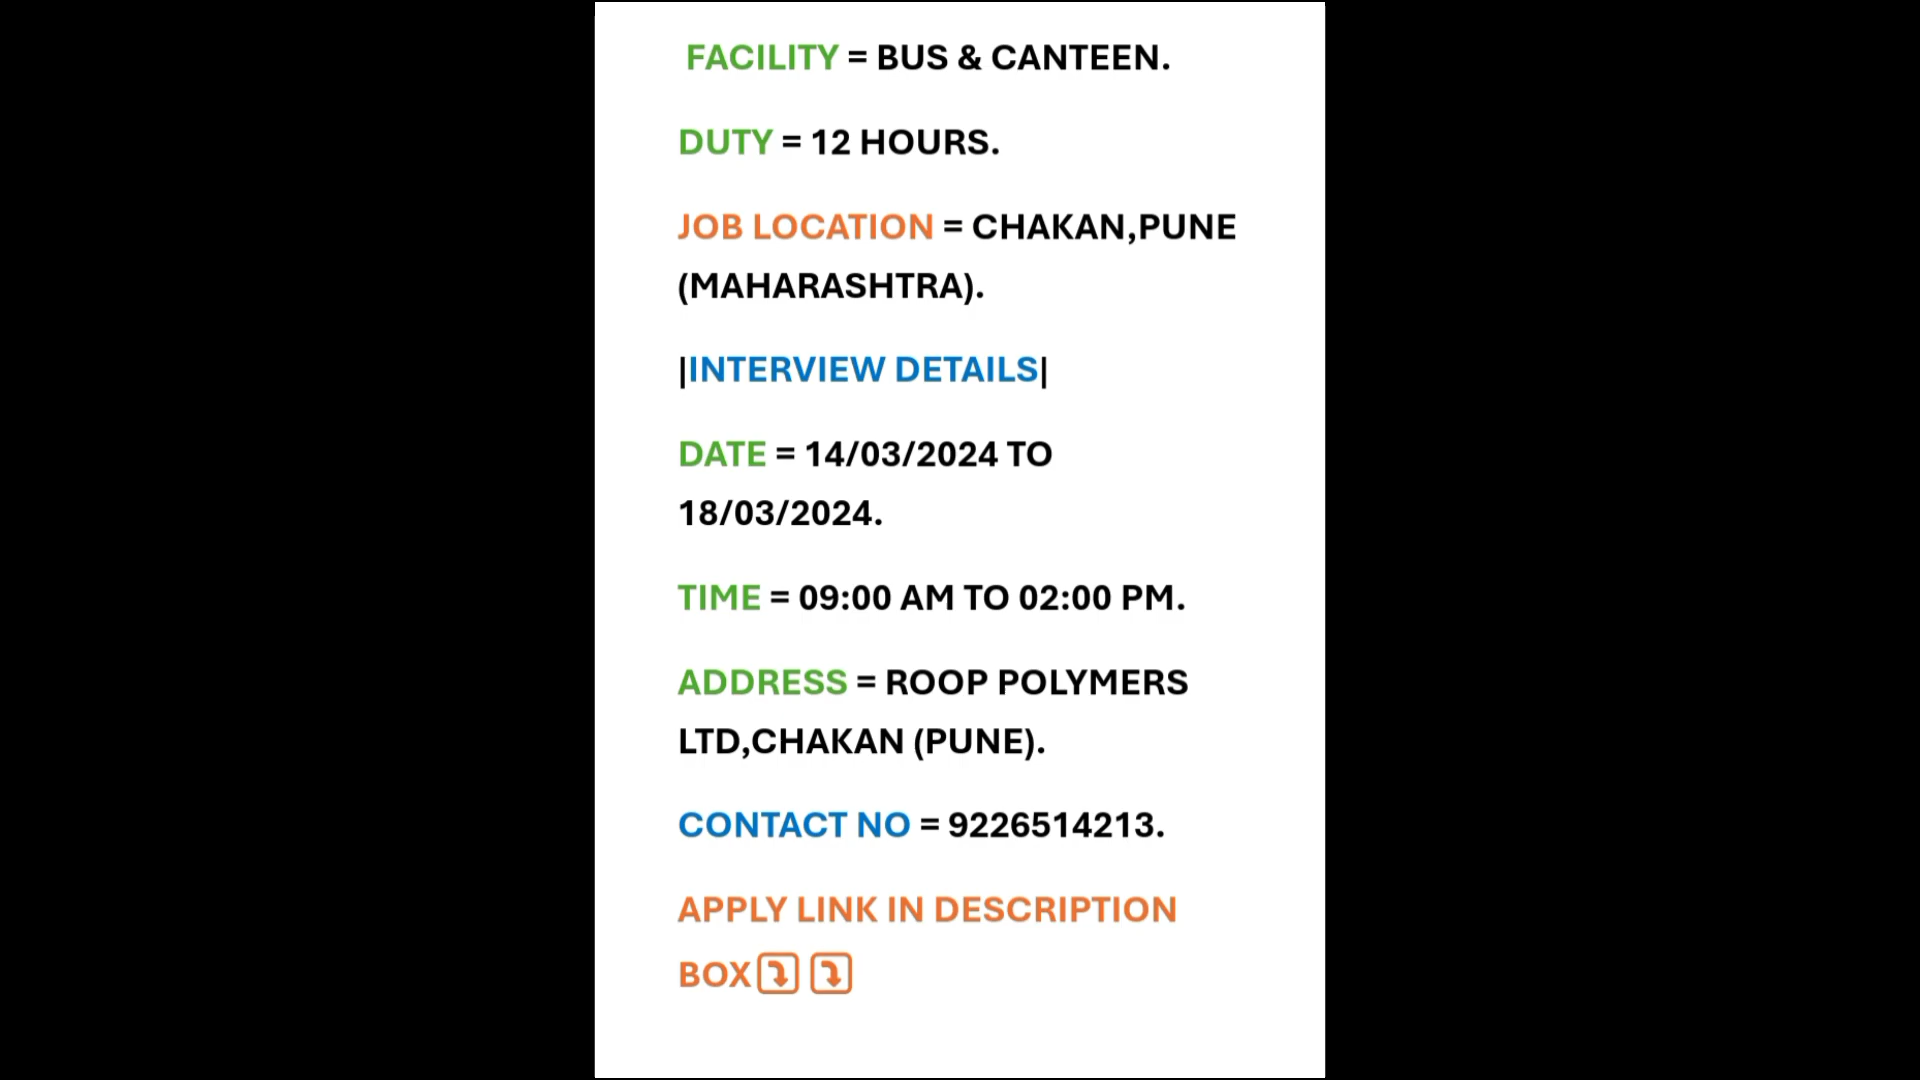 FACILITY = BUS & CANTEEN.
DUTY = 12 HOURS.
JOB LOCATION = CHAKAN,PUNE
(MAHARASHTRA).
|INTERVIEW DETAILS|
DATE = 14/03/2024 TO
18/03/2024.
TIME = 09:00 AM TO 02:00 PM.
ADDRESS = ROOP POLYMERS
LTD,CHAKAN (PUNE).
CONTACT NO = 9226514213.
APPLY LINK IN DESCRIPTION
BOX⤵️⤵️